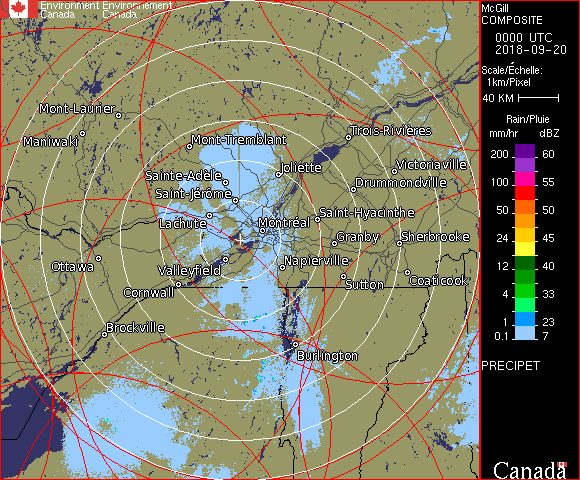 Environment Environnement
Canada Canada
McGill
COMPOSITE
0000 UTC
2018-09-20
Scale/Échelle:
1km/Pixel
40 KM
Rain/Pluie
mm/hr dBZ
200 60
100 55
50 50
24 45
12 40
4 33
1 23
0.1 7
PRECIPET
Canada
Mont-Laurier
Maniwaki
Mont-Tremblant
Trois-Rivières
Sainte-Adèle
Joliette
Victoriaville
Saint-Jérôme
Drummondville
Lachute
Montréal
Saint-Hyacinthe
Granby
Sherbrooke
Ottawa
Valleyfield
Napierville
Cornwall
Sutton
Coaticook
Brockville
Burlington